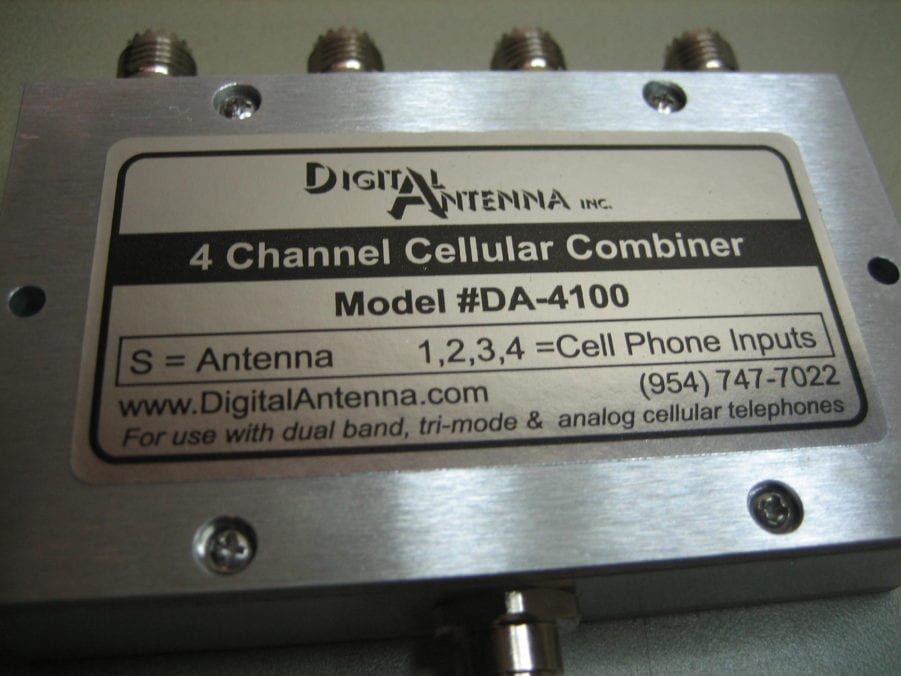 DIGITAL
ANTENNA INC.
4 Channel Cellular Combiner
Model #DA-4100
S = Antenna 1,2,3,4 =Cell Phone Inputs
www.DigitalAntenna.com (954) 747-7022
For use with dual band, tri-mode & analog cellular telephones